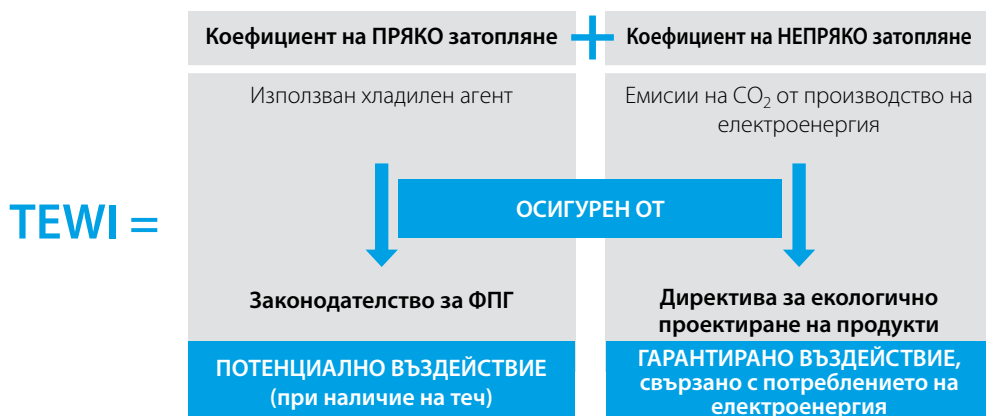 TEWI =
Коефициент на ПРЯКО затопляне
+
Коефициент на НЕПРЯКО затопляне
Използван хладилен агент
Емисии на CO₂ от производство на
електроенергия
ОСИГУРЕН ОТ
Законодателство за ФПГ
Директива за екологично
проектиране на продукти
ПОТЕНЦИАЛНО ВЪЗДЕЙСТВИЕ
(при наличие на теч)
ГАРАНТИРАНО ВЪЗДЕЙСТВИЕ,
свързано с потреблението на
електроенергия